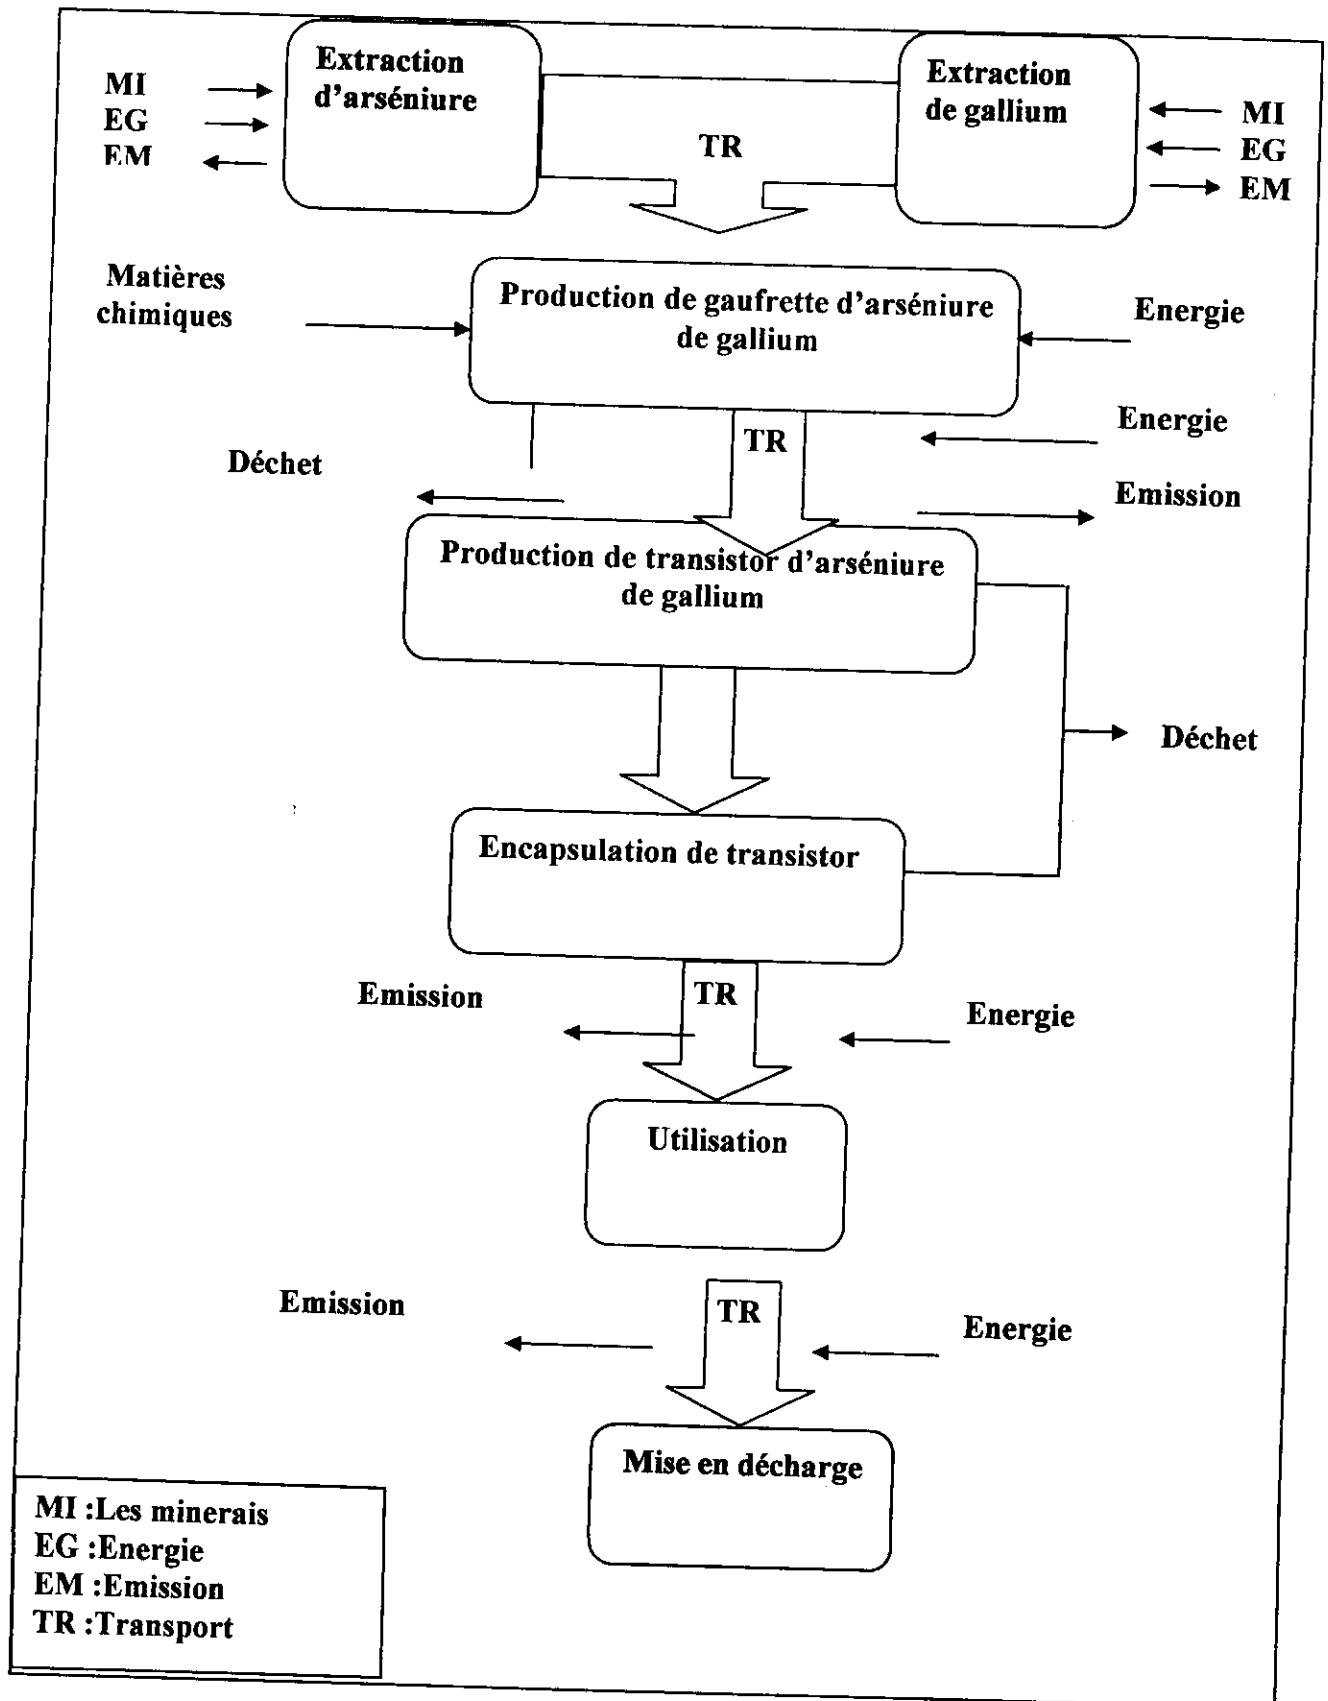 Extraction
d'arséniure
Extraction
de gallium
MI
EG
EM
TR
MI
EG
EM
Matières
chimiques
Production de gaufrette d'arséniure
de gallium
Energie
TR
Energie
Déchet
Emission
Production de transistor d'arséniure
de gallium
Déchet
Encapsulation de transistor
Emission
TR
Energie
Utilisation
Emission
TR
Energie
Mise en décharge
MI :Les minerais
EG :Energie
EM :Emission
TR :Transport